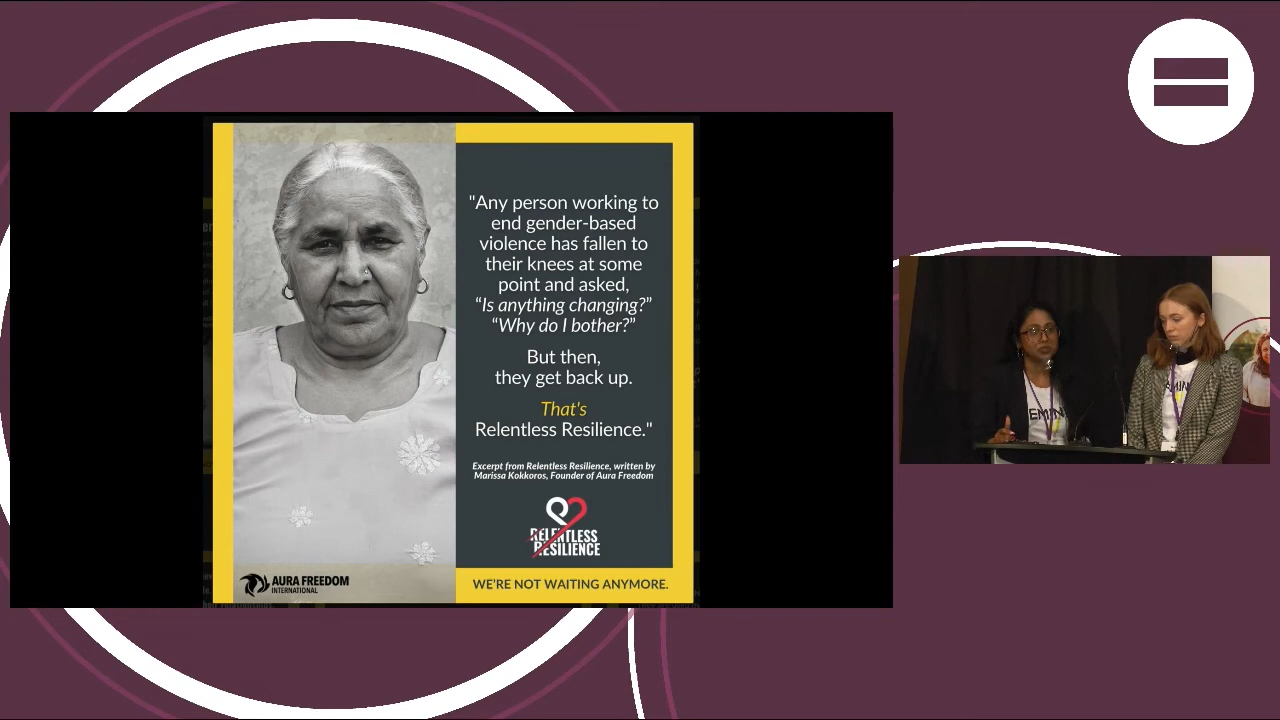 "Any person working to
end gender-based
violence has fallen to
their knees at some
point and asked,
“Is anything changing?”
“Why do I bother?”
But then,
they get back up.
That's
Relentless Resilience."
Excerpt from Relentless Resilience, written by
Marissa Kokkoros, Founder of Aura Freedom
RELENTLESS
RESILIENCE
AURA FREEDOM
INTERNATIONAL
WE'RE NOT WAITING ANYMORE.